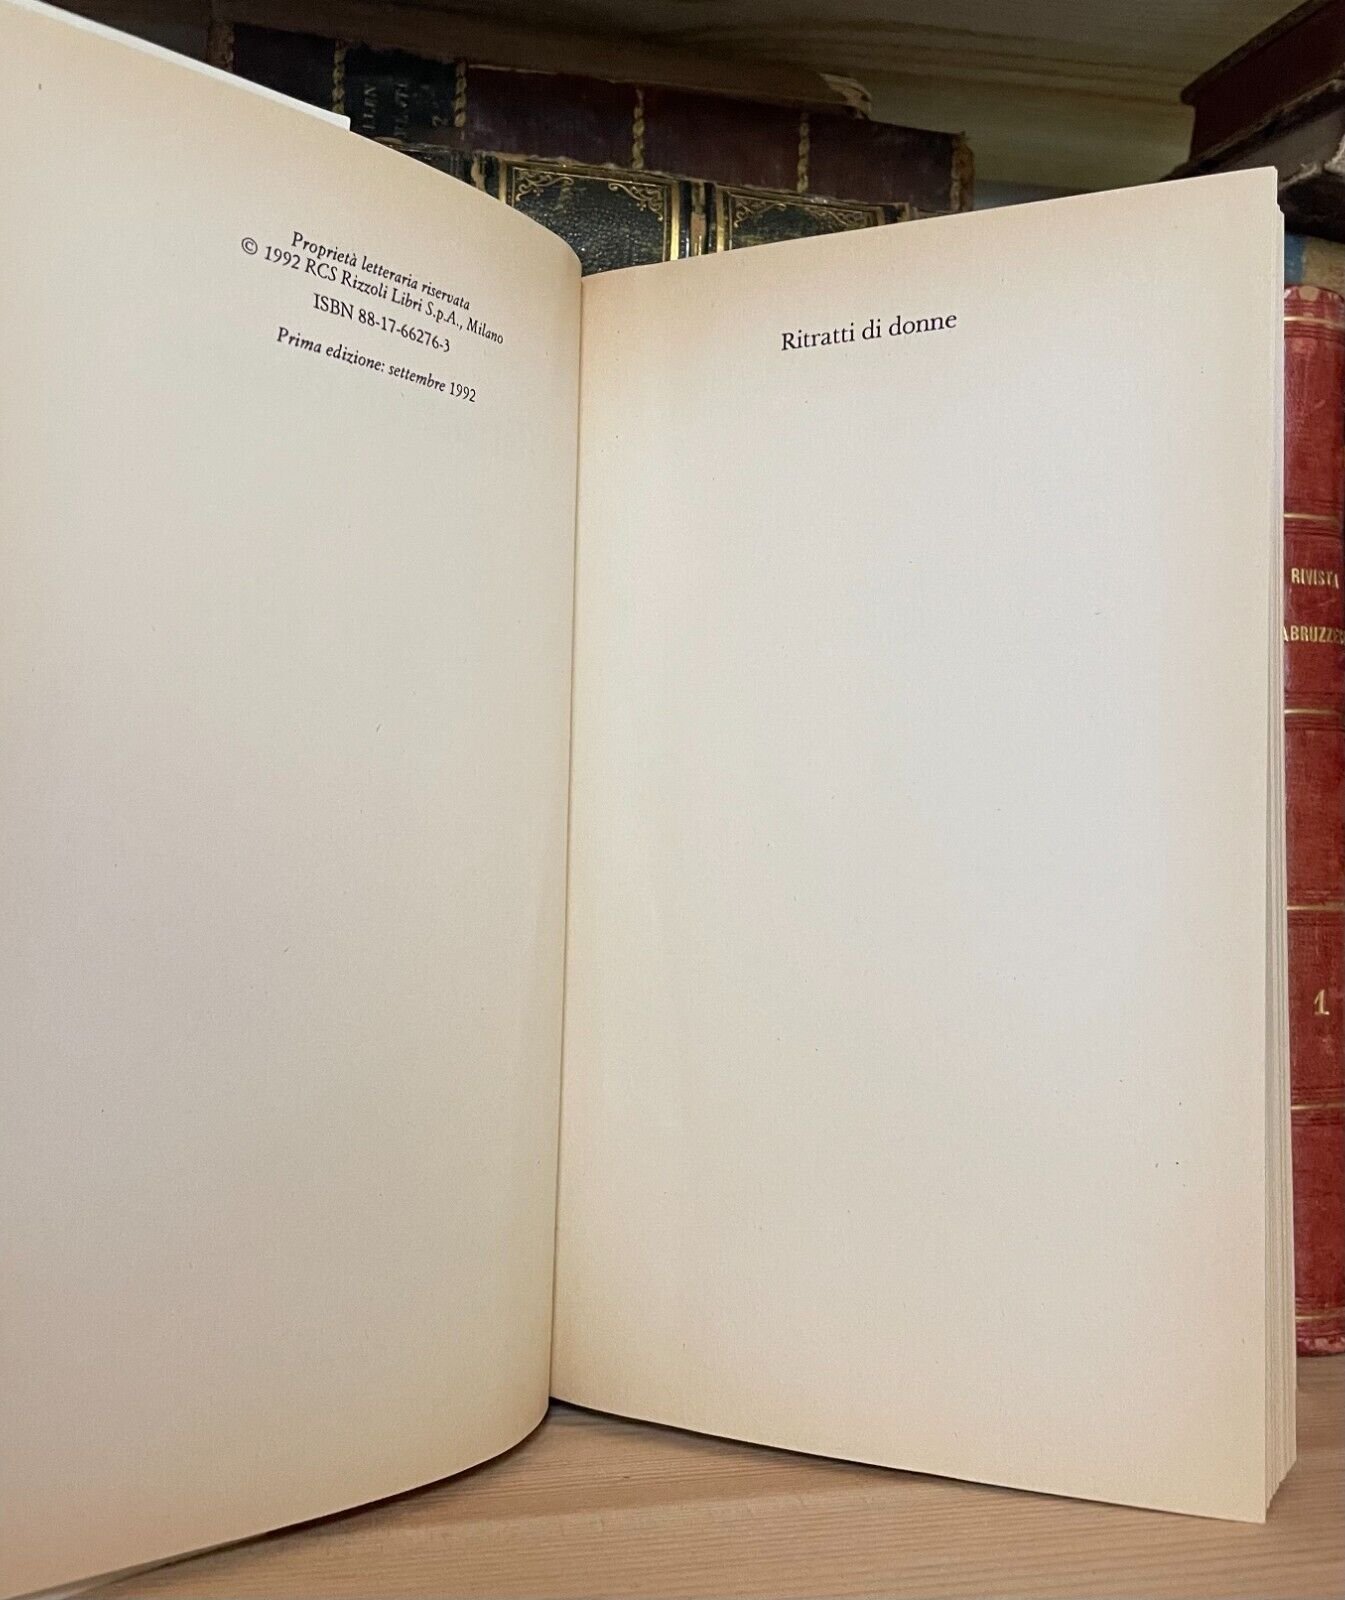 Proprietà letteraria riservata
© 1992 RCS Rizzoli Libri S.p.A., Milano
ISBN 88-17-66276-3
Prima edizione: settembre 1992
Ritratti di donne
RIVISTA
ABRUZZES
1